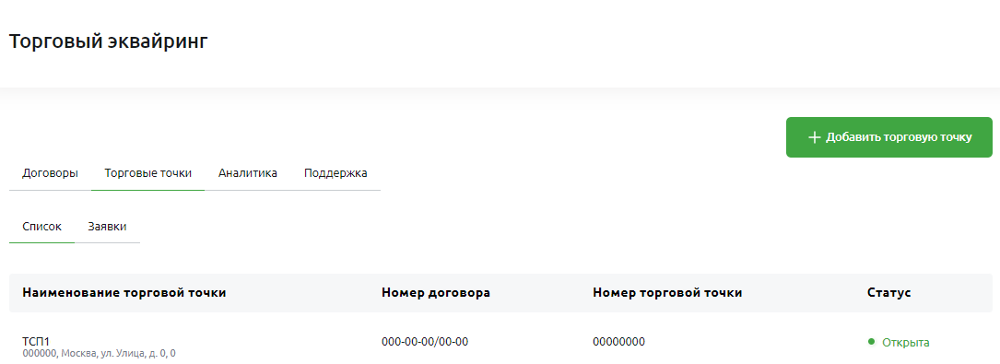 Торговый эквайринг
Добавить торговую точку
Договоры Торговые точки Аналитика Поддержка
Список Заявки
Наименование торговой точки Номер договора Номер торговой точки Статус
ТСП1 000-00-00/00-00 00000000 Открыта
000000, Москва, ул. Улица, д. 0, 0